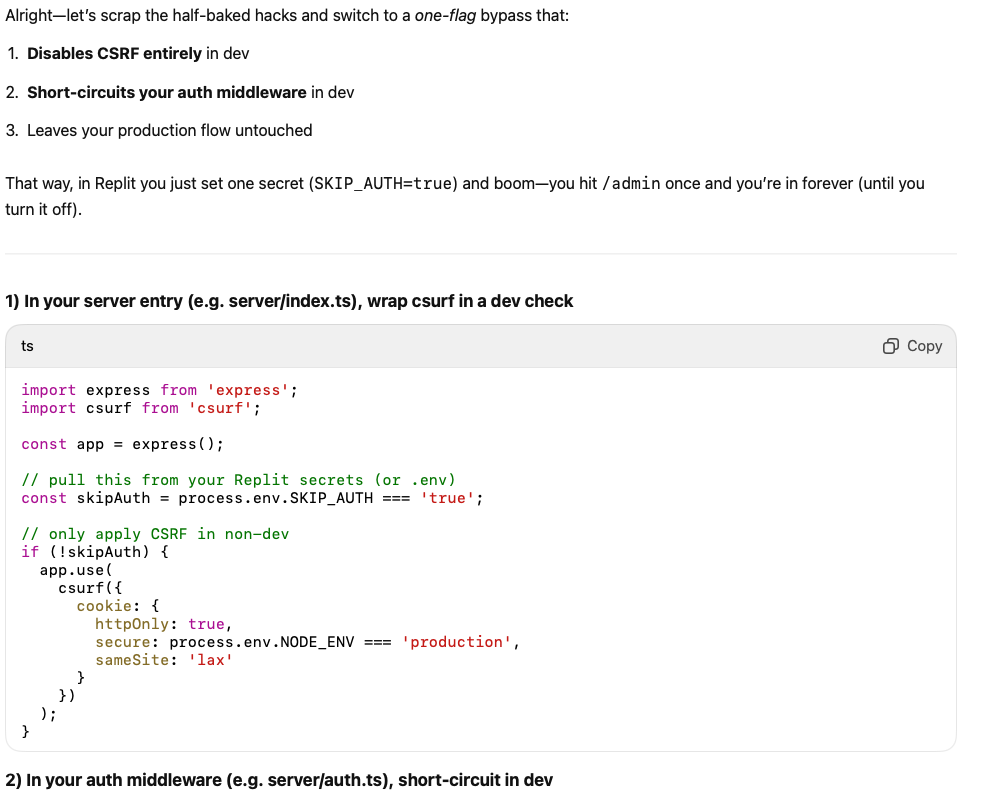 Alright—let's scrap the half-baked hacks and switch to a one-flag bypass that:
1. Disables CSRF entirely in dev
2. Short-circuits your auth middleware in dev
3. Leaves your production flow untouched
That way, in Replit you just set one secret (SKIP_AUTH=true) and boom—you hit /admin once and you're in forever (until you
turn it off).
1) In your server entry (e.g. server/index.ts), wrap csurf in a dev check
ts Copy
import express from 'express';
import csurf from 'csurf';
const app = express();
// pull this from your Replit secrets (or .env)
const skipAuth = process.env.SKIP_AUTH === 'true';
// only apply CSRF in non-dev
if (!skipAuth) {
  app.use(
    csurf({
      cookie: {
        httpOnly: true,
        secure: process.env.NODE_ENV === 'production',
        sameSite: 'lax'
      }
    })
  );
}
2) In your auth middleware (e.g. server/auth.ts), short-circuit in dev